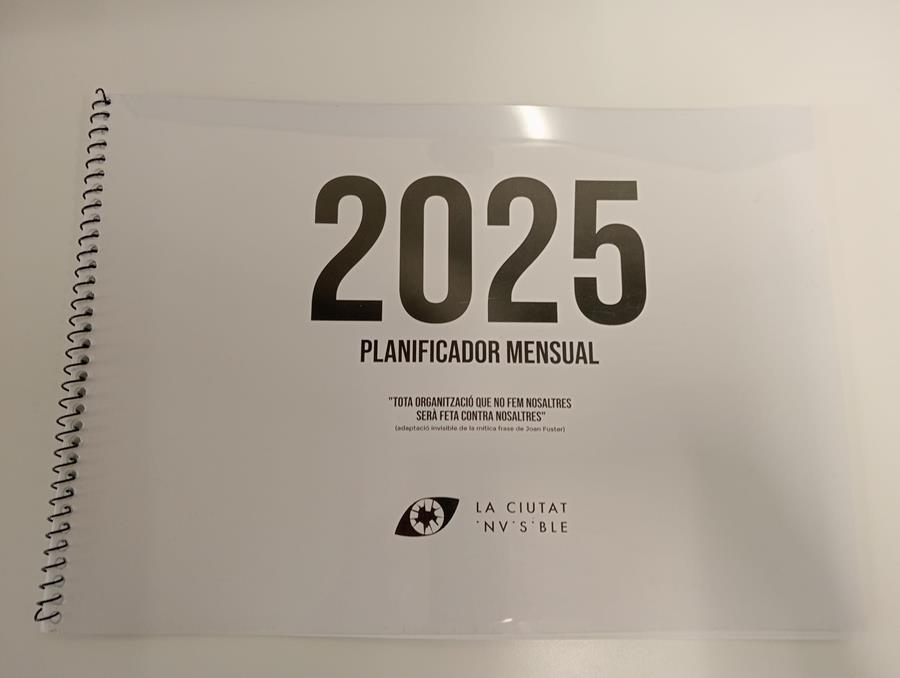 2025
PLANIFICADOR MENSUAL
"TOTA ORGANITZACIÓ QUE NO FEM NOSALTRES
SERÀ FETA CONTRA NOSALTRES"
(adaptació invisible de la mítica frase de Joan Fuster)
LA CIUTAT
˙NV˙S˙BLE